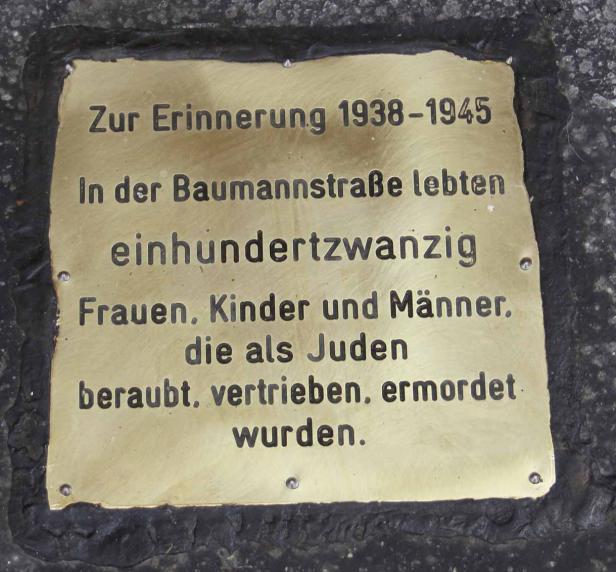 Zur Erinnerung 1938-1945
In der Baumannstraße lebten
einhundertzwanzig
Frauen, Kinder und Männer,
die als Juden
beraubt, vertrieben, ermordet
wurden.